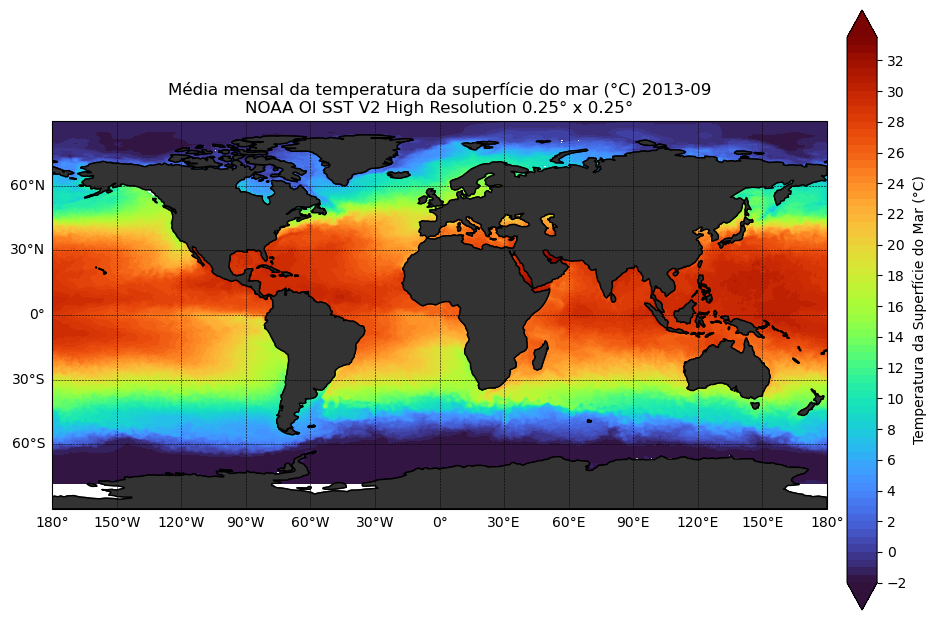 Média mensal da temperatura da superfície do mar (°C) 2013-09
NOAA OI SST V2 High Resolution 0.25° x 0.25°
60°N
30°N
0°
30°S
60°S
180°
150°W
120°W
90°W
60°W
30°W
0°
30°E
60°E
90°E
120°E
150°E
180°
32
30
28
26
24
22
20
18
16
14
12
10
8
6
4
2
0
−2
Temperatura da Superfície do Mar (°C)